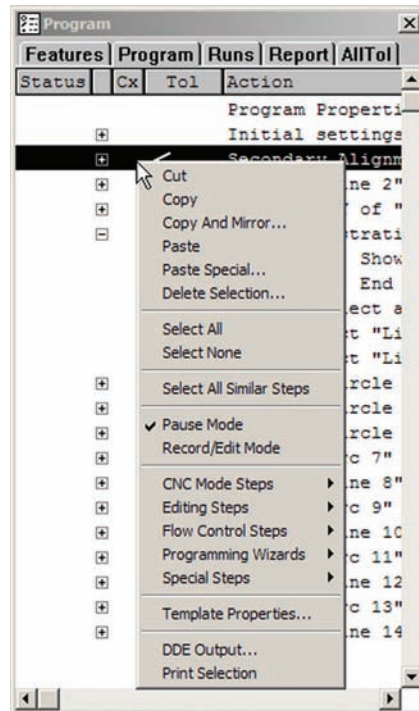 Program
Features Program Runs Report AllTol
Status Cx Tol Action
Program Properti
Initial settings
Secondary Alignm
Cut
ne 2"
Copy
of "
Copy And Mirror...
trati
Paste
Show
Paste Special...
End
Delete Selection...
ect a
Select All
t "Li
Select None
t "Li
Select All Similar Steps
rcle
rcle
Pause Mode
rcle
Record/Edit Mode
c 7"
CNC Mode Steps
ne 8"
Editing Steps
c 9"
Flow Control Steps
ne 10
Programming Wizards
c 11"
Special Steps
ne 12
Template Properties...
c 13"
ne 14
DDE Output...
Print Selection